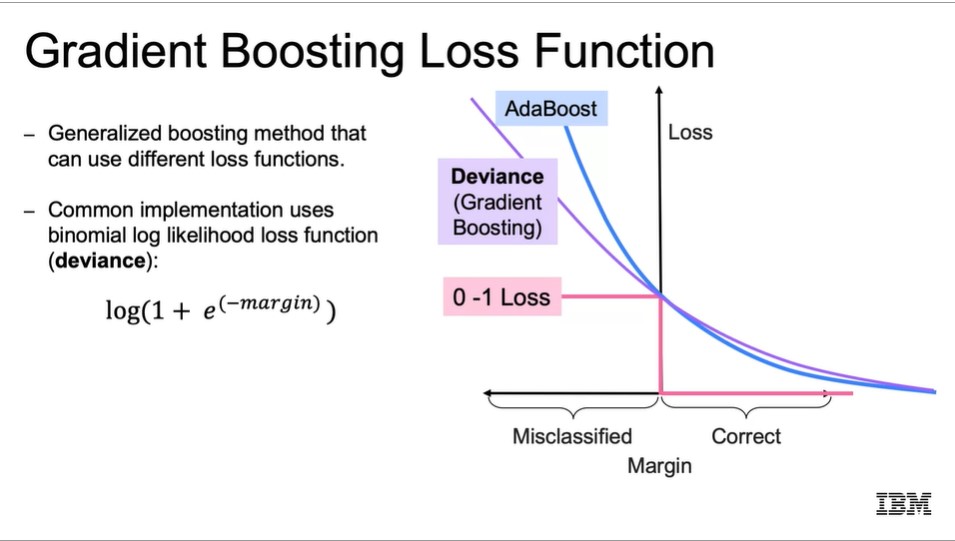 Gradient Boosting Loss Function
– Generalized boosting method that
can use different loss functions.
– Common implementation uses
binomial log likelihood loss function
(deviance):
log(1 + e^(−margin))
AdaBoost
Loss
Deviance
(Gradient
Boosting)
0 -1 Loss
Misclassified
Correct
Margin
IBM